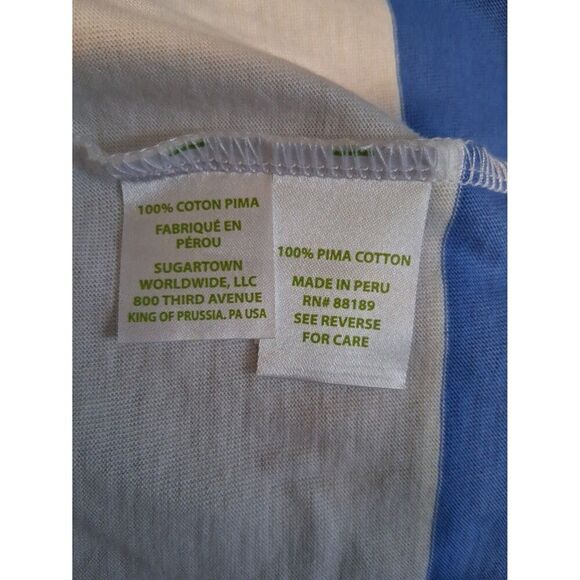 100% COTON PIMA
FABRIQUÉ EN
PÉROU
SUGARTOWN
WORLDWIDE, LLC
800 THIRD AVENUE
KING OF PRUSSIA, PA USA
100% PIMA COTTON
MADE IN PERU
RN# 88189
SEE REVERSE
FOR CARE